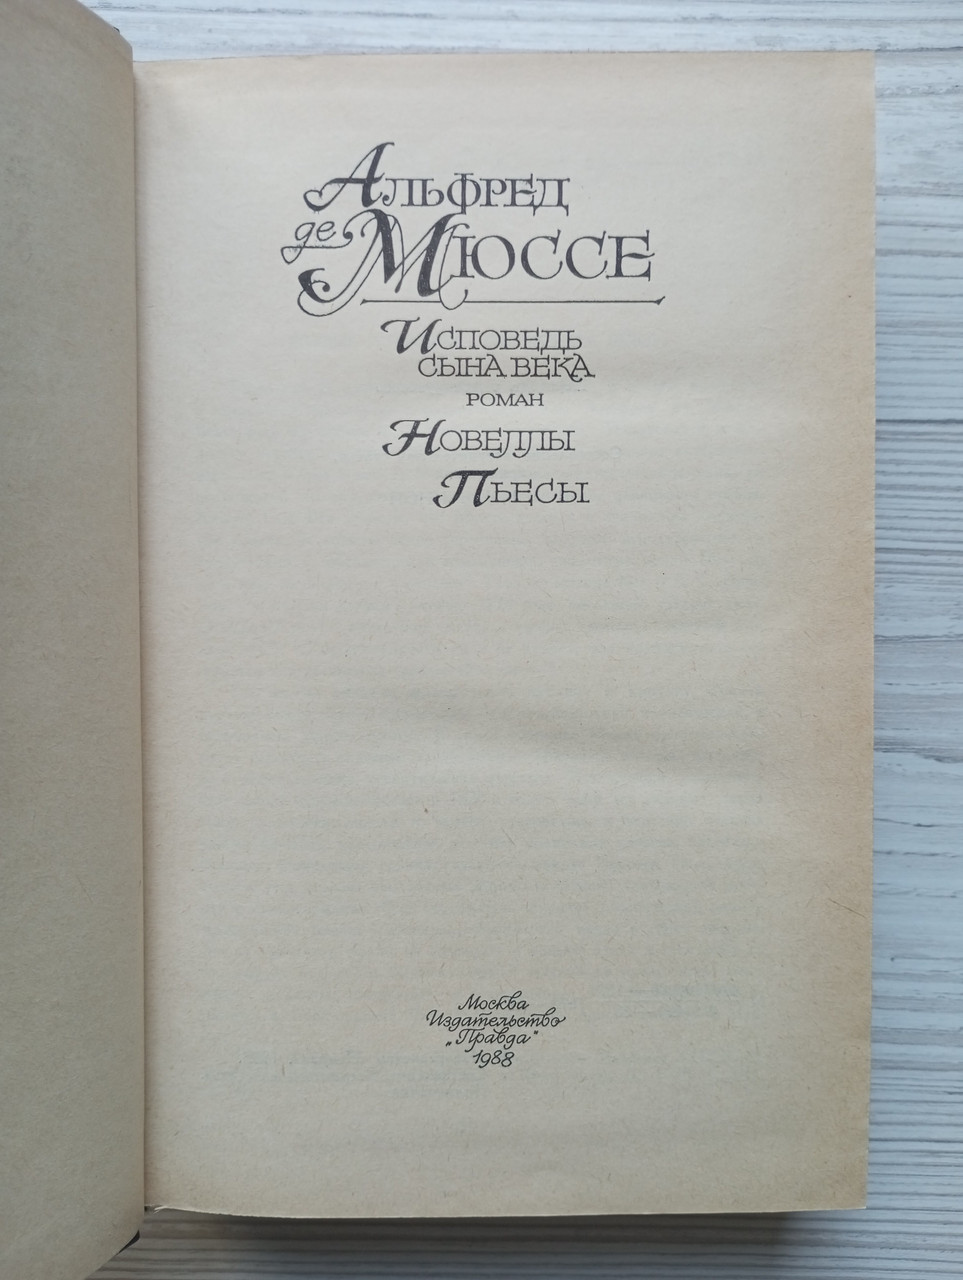 Альфред
де Мюссе
Исповедь
сына века
роман
Новеллы
Пьесы
Москва
Издательство
„Правда“
1988